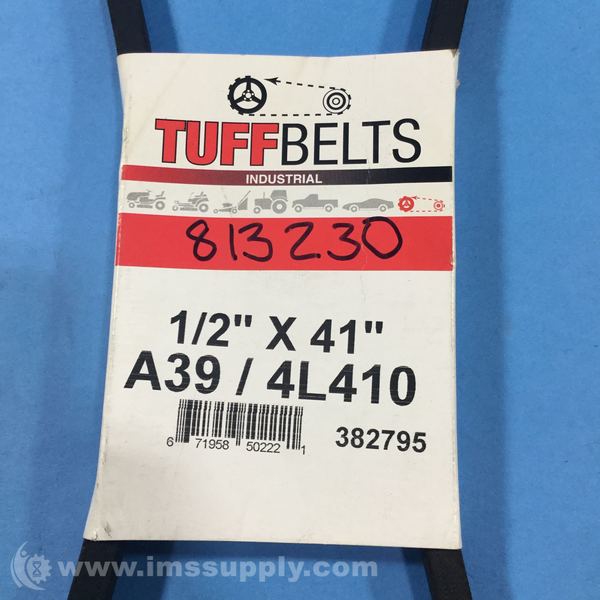 TUFFBELTS
INDUSTRIAL
813230
1/2" X 41"
A39 / 4L410
6 71958 50222 1
382795
www.imssupply.com